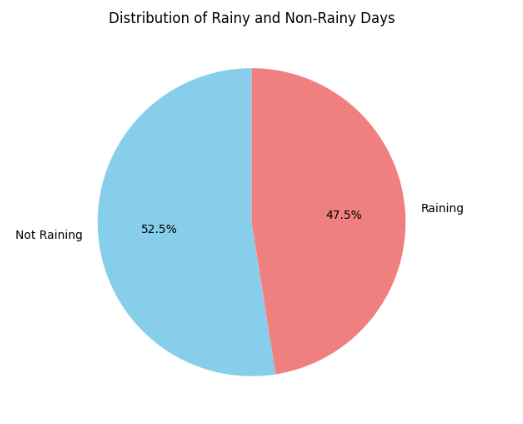 Distribution of Rainy and Non-Rainy Days
Raining
47.5%
52.5%
Not Raining